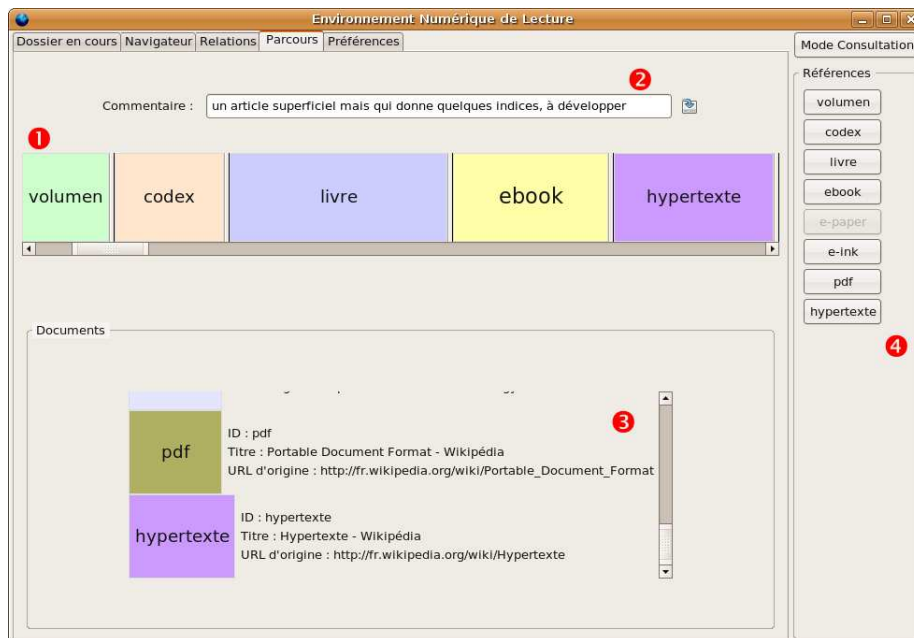 Environnement Numérique de Lecture
Dossier en cours Navigateur Relations Parcours Préférences
Mode Consultation
Commentaire : un article superficiel mais qui donne quelques indices, à développer
2
1
volumen codex livre ebook hypertexte
Documents
3
pdf
ID : pdf
Titre : Portable Document Format - Wikipédia
URL d'origine : http://fr.wikipedia.org/wiki/Portable_Document_Format
hypertexte
ID : hypertexte
Titre : Hypertexte - Wikipédia
URL d'origine : http://fr.wikipedia.org/wiki/Hypertexte
Références
volumen
codex
livre
ebook
e-paper
e-ink
pdf
hypertexte
4